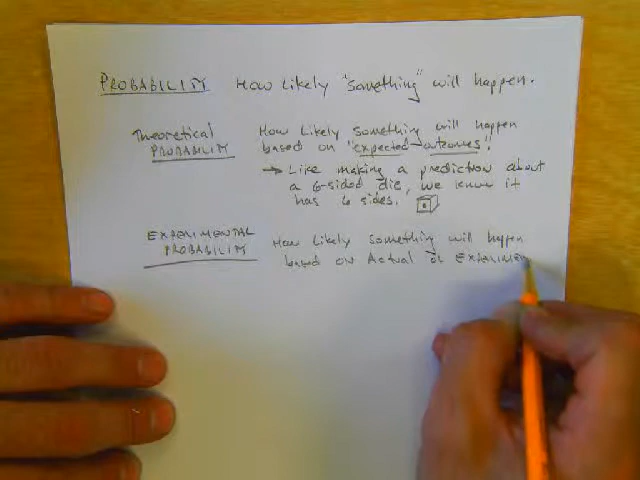 PROBABILITY How Likely "something" will happen.
Theoretical PROBABILITY
How Likely something will happen
based on "expected outcomes".
→ Like making a prediction about
a 6-sided die, we know it
has 6 sides.
EXPERIMENTAL PROBABILITY
How Likely something will happen
based on Actual or EXPERIMEN